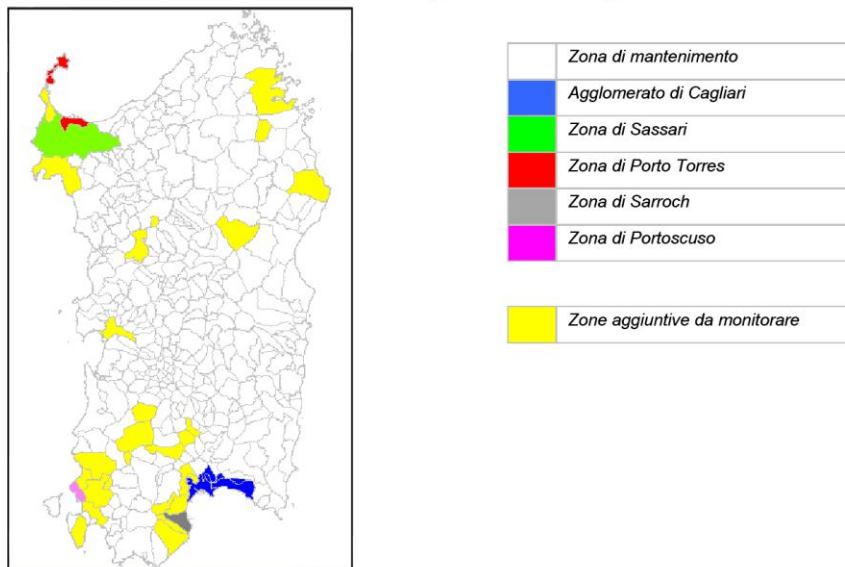 Zona di mantenimento
Agglomerato di Cagliari
Zona di Sassari
Zona di Porto Torres
Zona di Sarroch
Zona di Portoscuso
Zone aggiuntive da monitorare